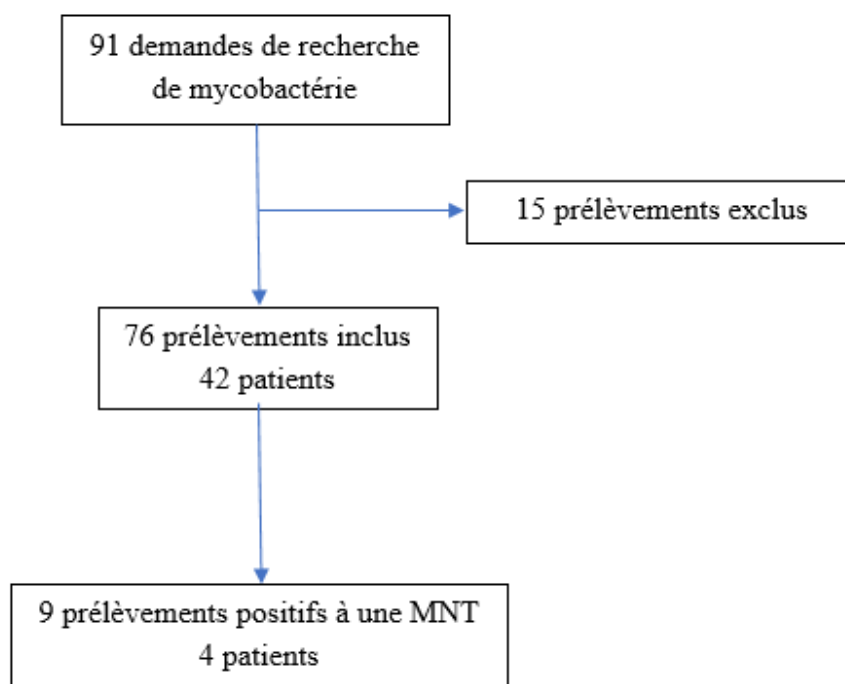 91 demandes de recherche
de mycobactérie
15 prélèvements exclus
76 prélèvements inclus
42 patients
9 prélèvements positifs à une MNT
4 patients